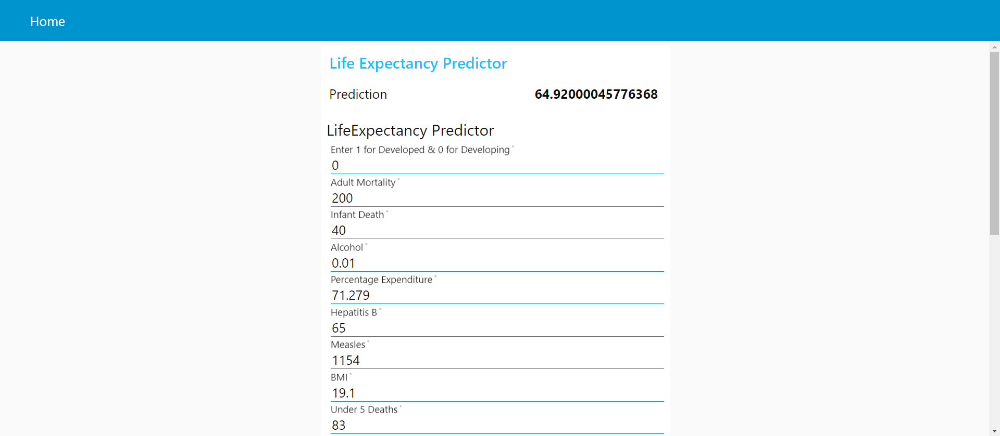 Home
Life Expectancy Predictor
Prediction 64.92000045776368
LifeExpectancy Predictor
Enter 1 for Developed & 0 for Developing *
0
Adult Mortality *
200
Infant Death *
40
Alcohol *
0.01
Percentage Expenditure *
71.279
Hepatitis B *
65
Measles *
1154
BMI *
19.1
Under 5 Deaths *
83